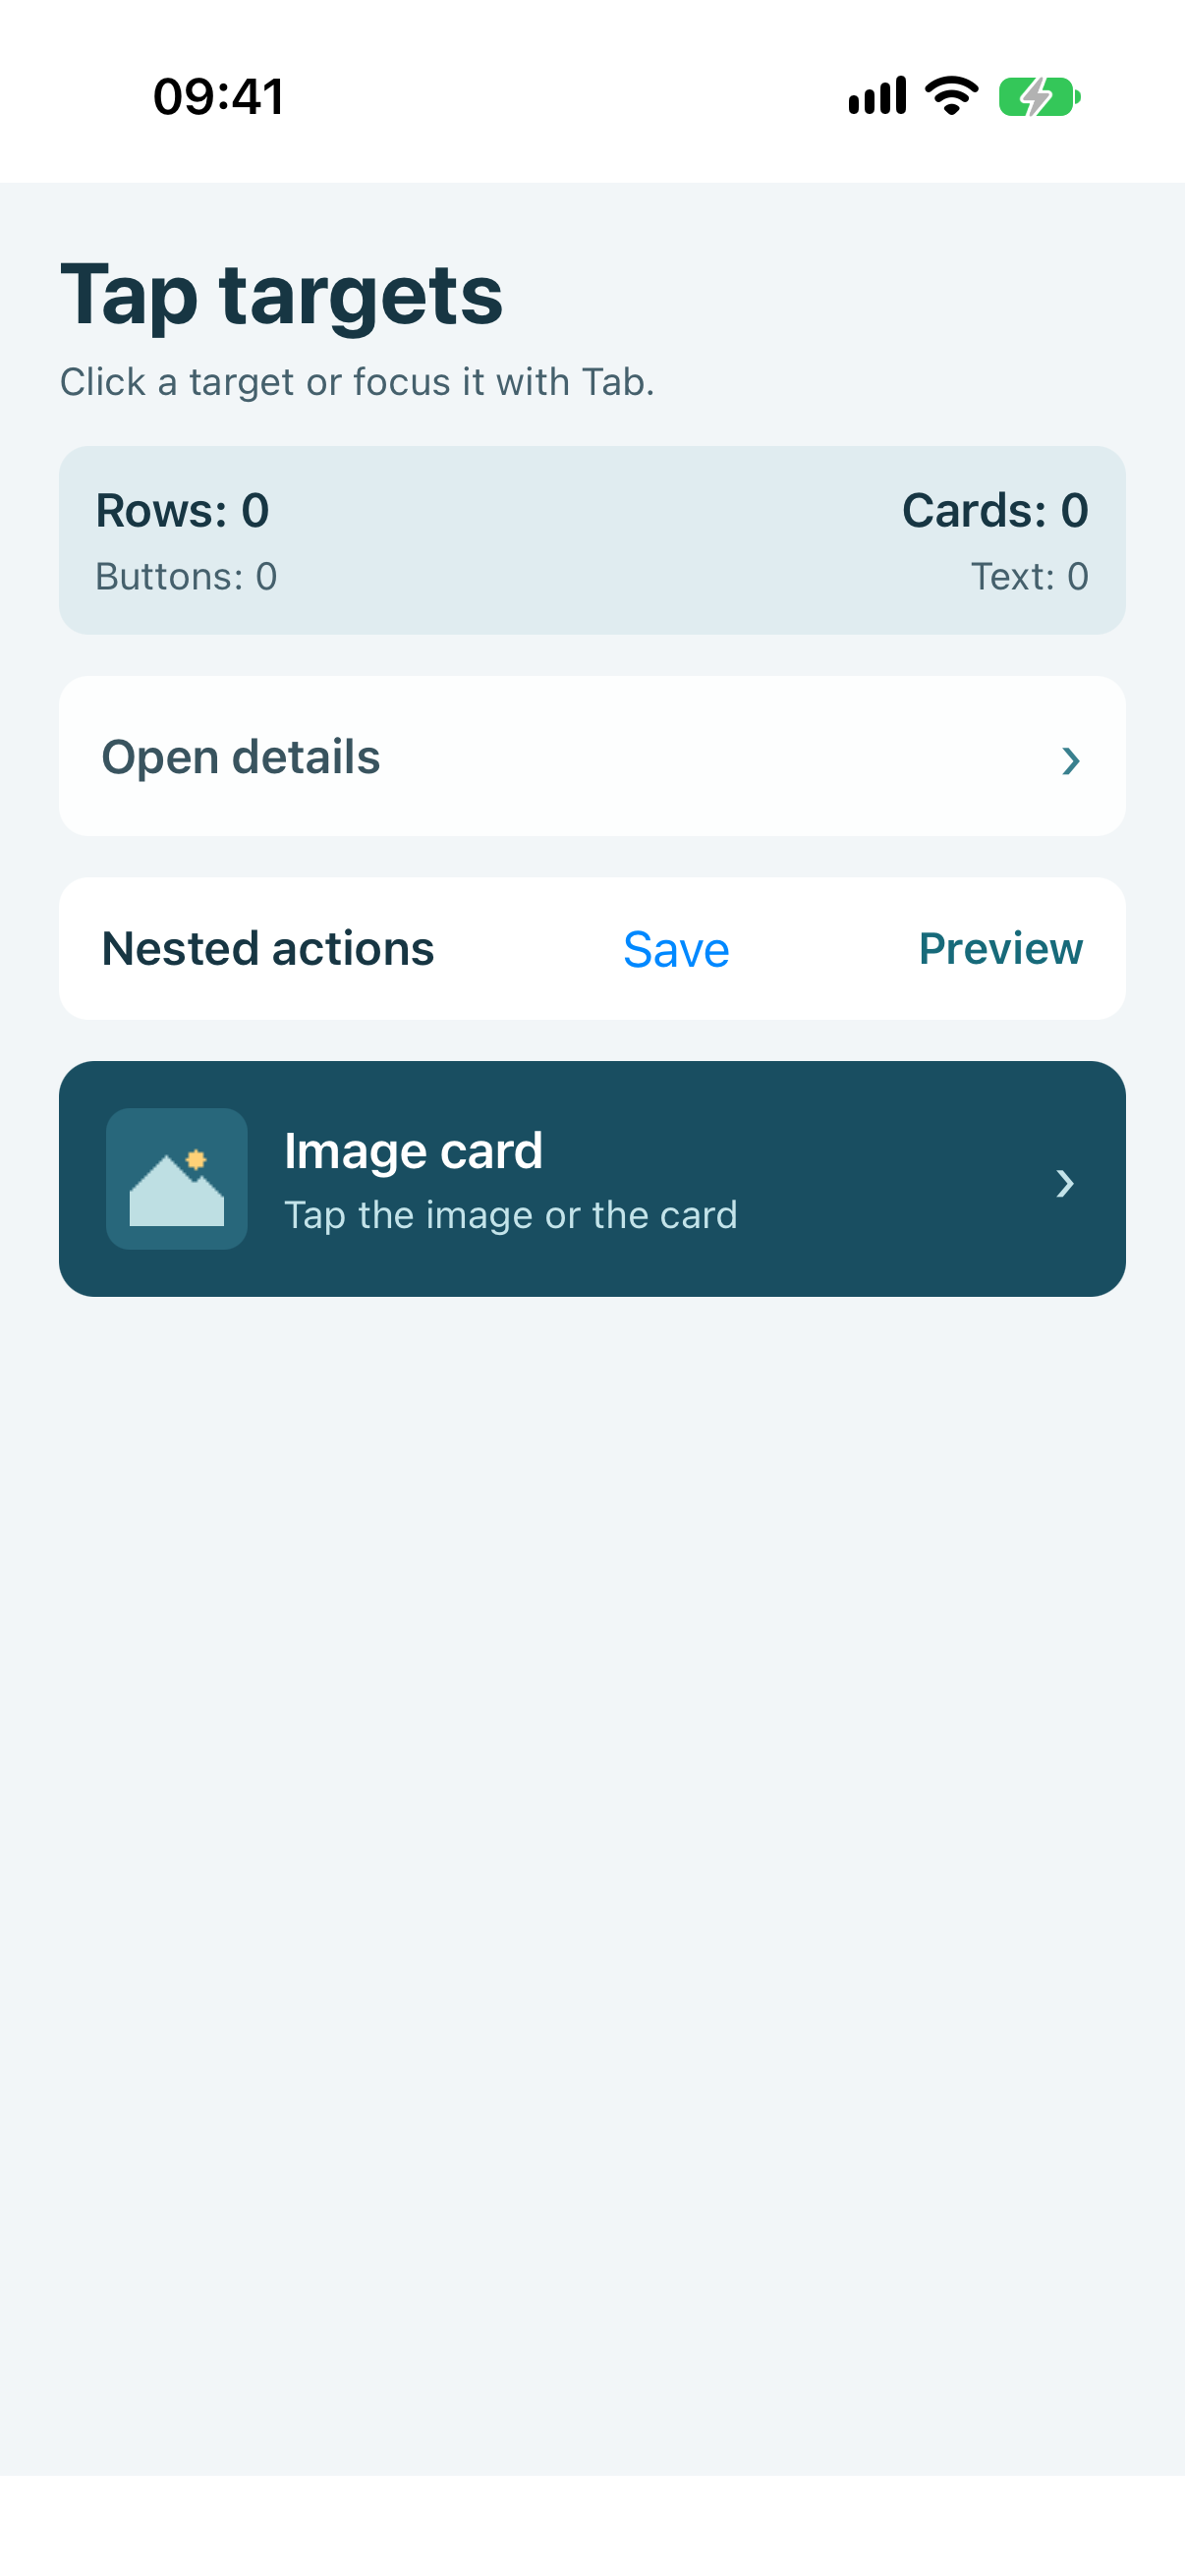 09:41
Tap targets
Click a target or focus it with Tab.
Rows: 0 Cards: 0
Buttons: 0 Text: 0
Open details ›
Nested actions Save Preview
Image card
Tap the image or the card ›